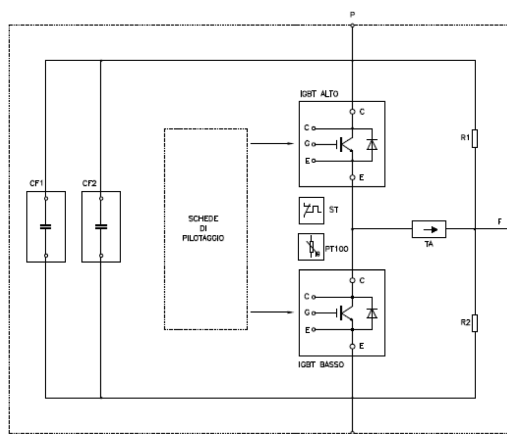 P
IGBT ALTO
C
C
G
E
E
R1
CF1
CF2
SCHEDE
DI
PILOTAGGIO
ST
PT100
TA
F
C
C
G
E
E
R2
IGBT BASSO